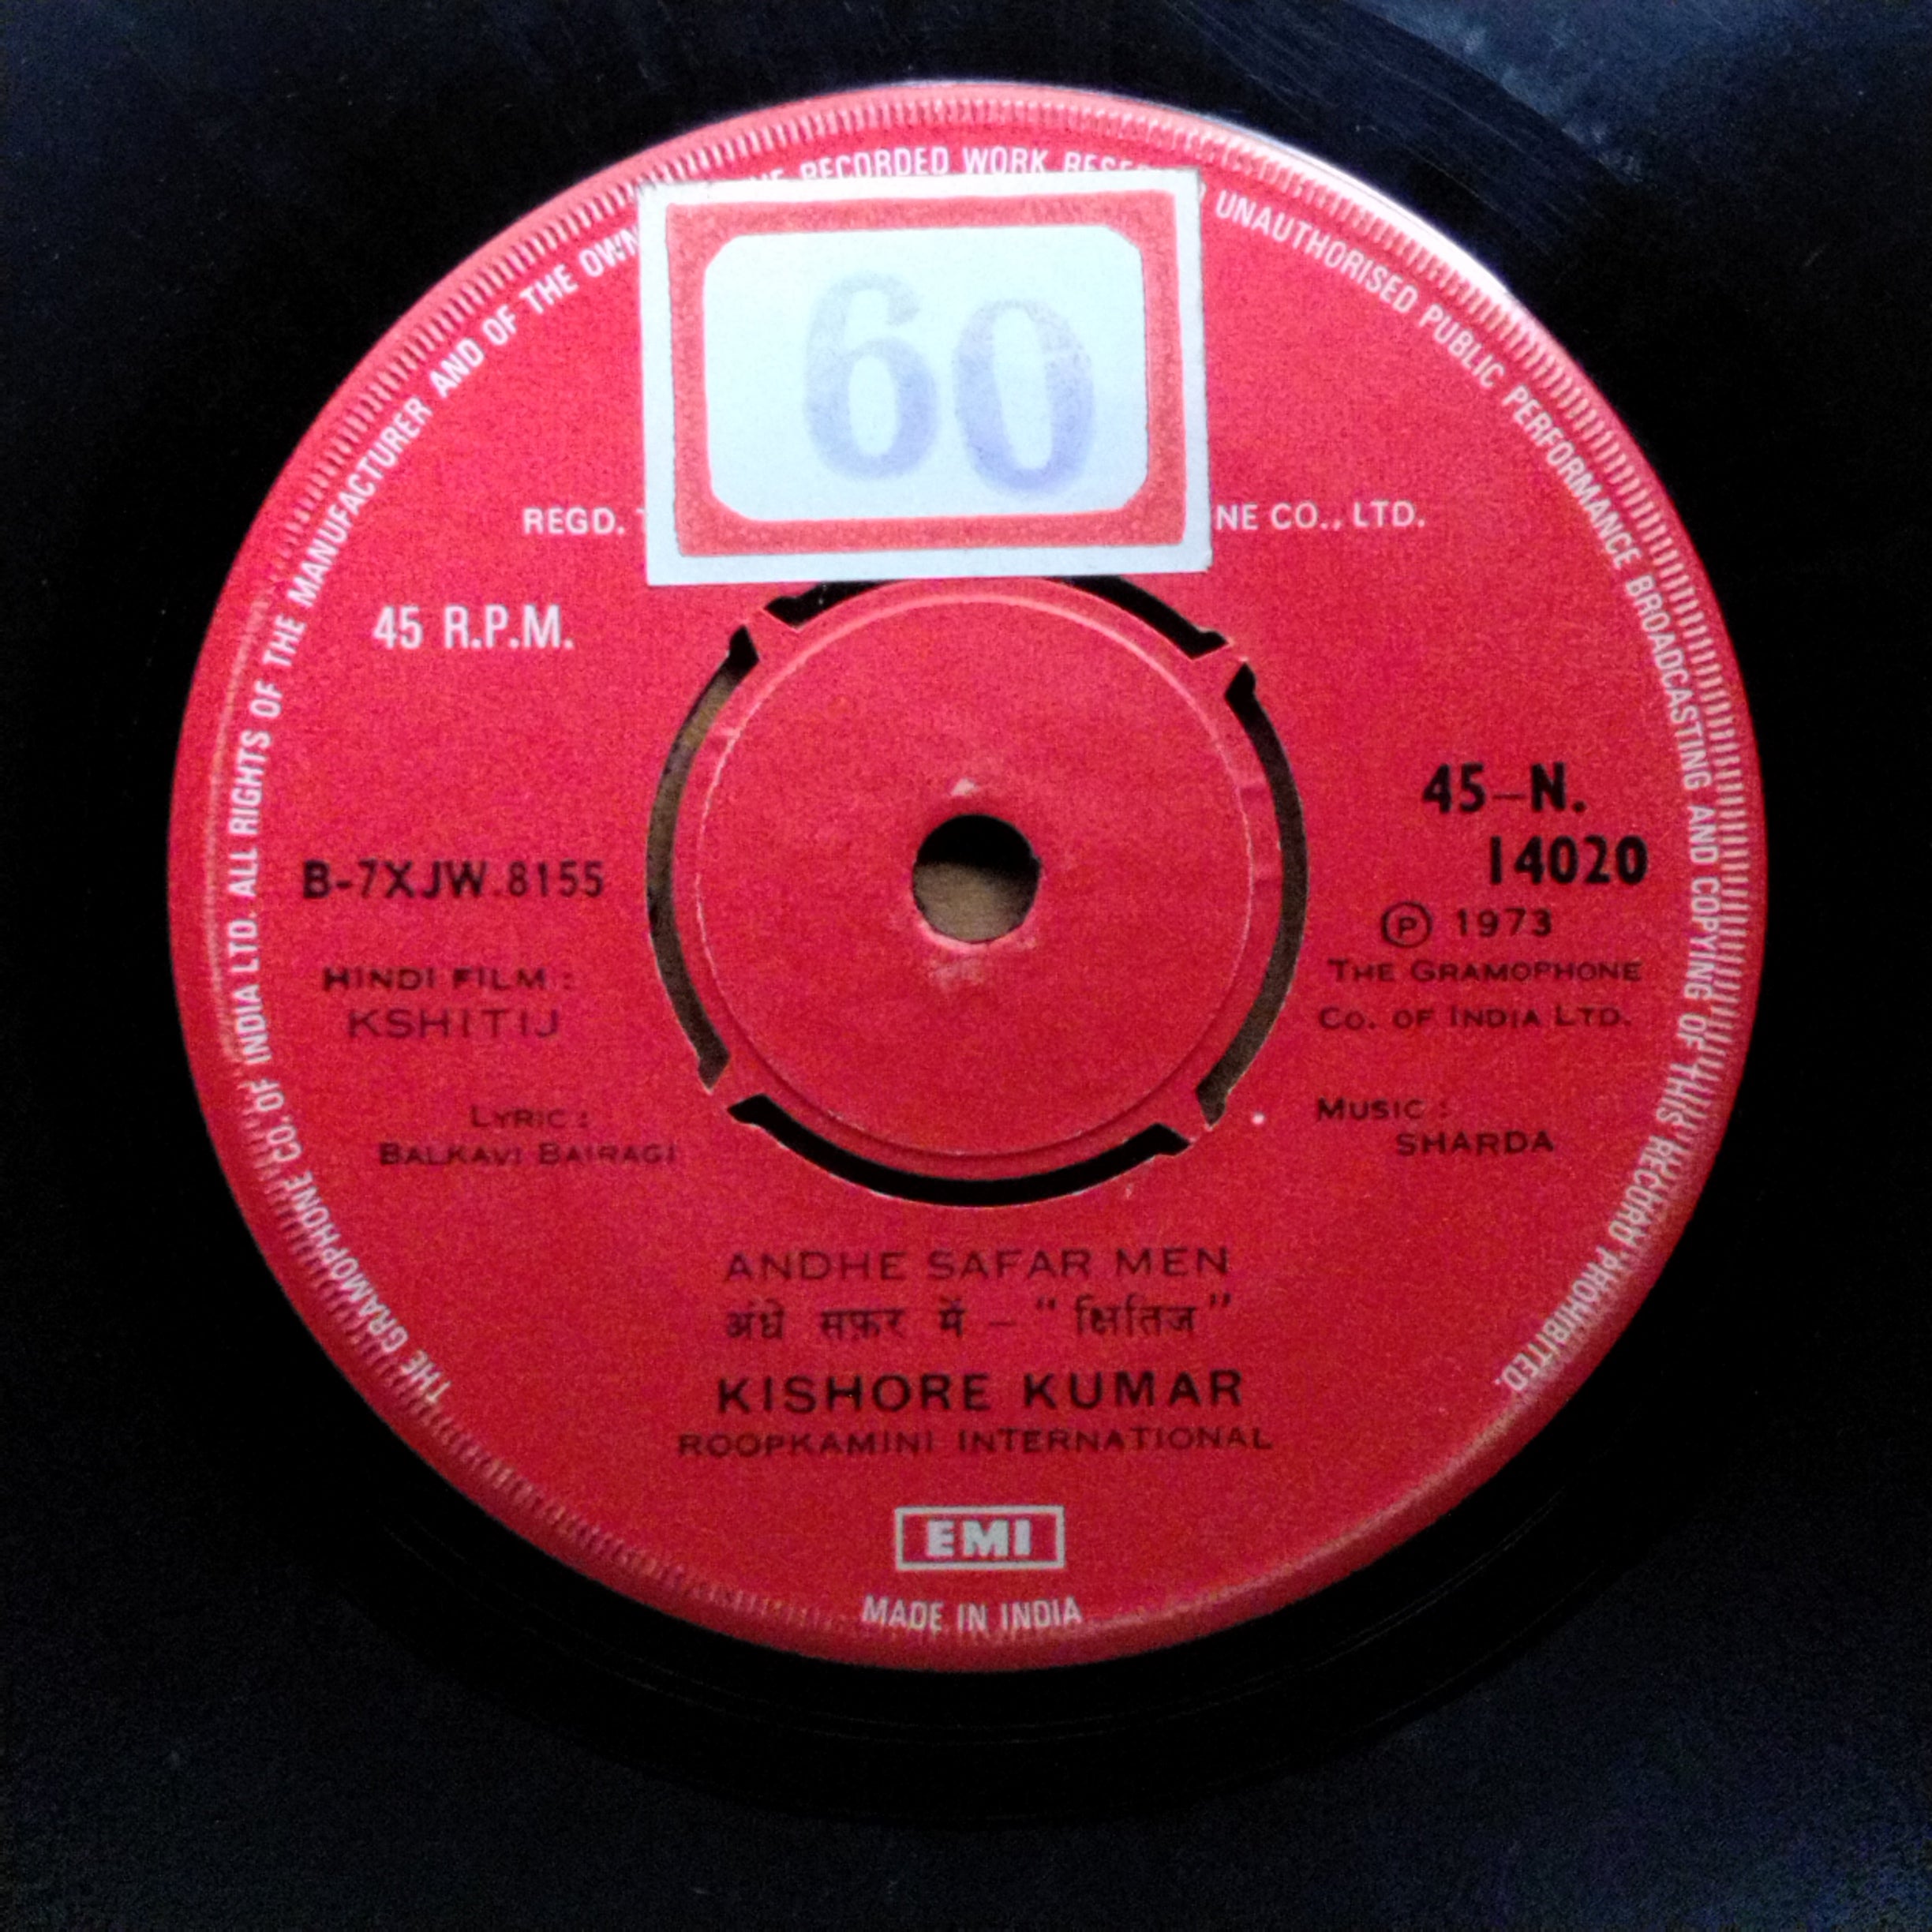 THE GRAMOPHONE CO. OF INDIA LTD. ALL RIGHTS OF THE MANUFACTURER AND OF THE RECORDED WORK UNAUTHORISED PUBLIC PERFORMANCE BROADCASTING AND COPYING OF THIS RECORD PROHIBITED.
60
REGD. CO., LTD.
45 R.P.M.
45-N.
14020
B-7XJW.8155
℗ 1973
THE GRAMOPHONE
CO. OF INDIA LTD.
HINDI FILM :
KSHITIJ
LYRIC :
BALKAVI BAIRAGI
MUSIC :
SHARDA
ANDHE SAFAR MEN
अंधे सफ़र में - "क्षितिज"
KISHORE KUMAR
ROOPKAMINI INTERNATIONAL
EMI
MADE IN INDIA